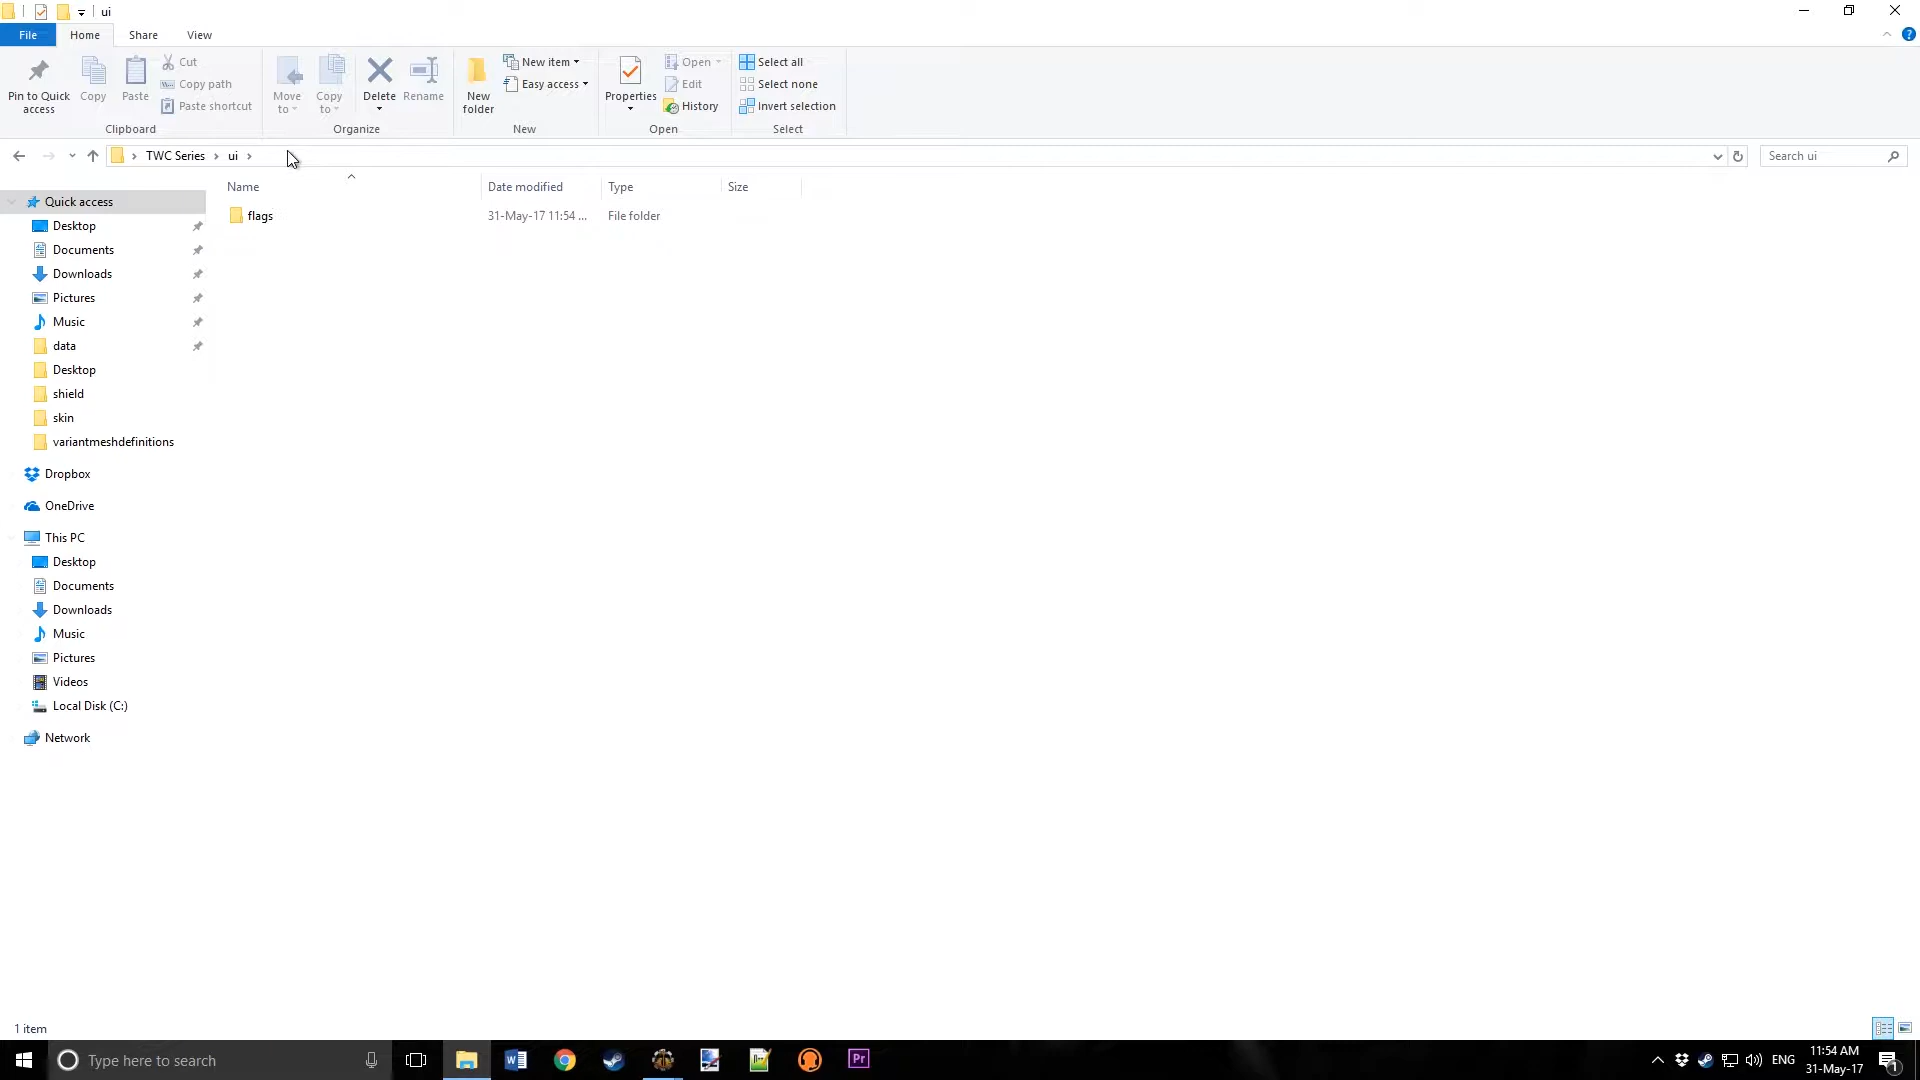 ui
File
Home
Share
View
Pin to Quick access
Copy
Paste
Cut
Copy path
Paste shortcut
Clipboard
Move to
Copy to
Delete
Rename
Organize
New folder
New item
Easy access
New
Properties
Open
Edit
History
Open
Select all
Select none
Invert selection
Select
TWC Series
ui
Search ui
Name
Date modified
Type
Size
flags
31-May-17 11:54 ...
File folder
Quick access
Desktop
Documents
Downloads
Pictures
Music
data
Desktop
shield
skin
variantmeshdefinitions
Dropbox
OneDrive
This PC
Desktop
Documents
Downloads
Music
Pictures
Videos
Local Disk (C:)
Network
1 item
Type here to search
Pr
ENG
11:54 AM
31-May-17
1